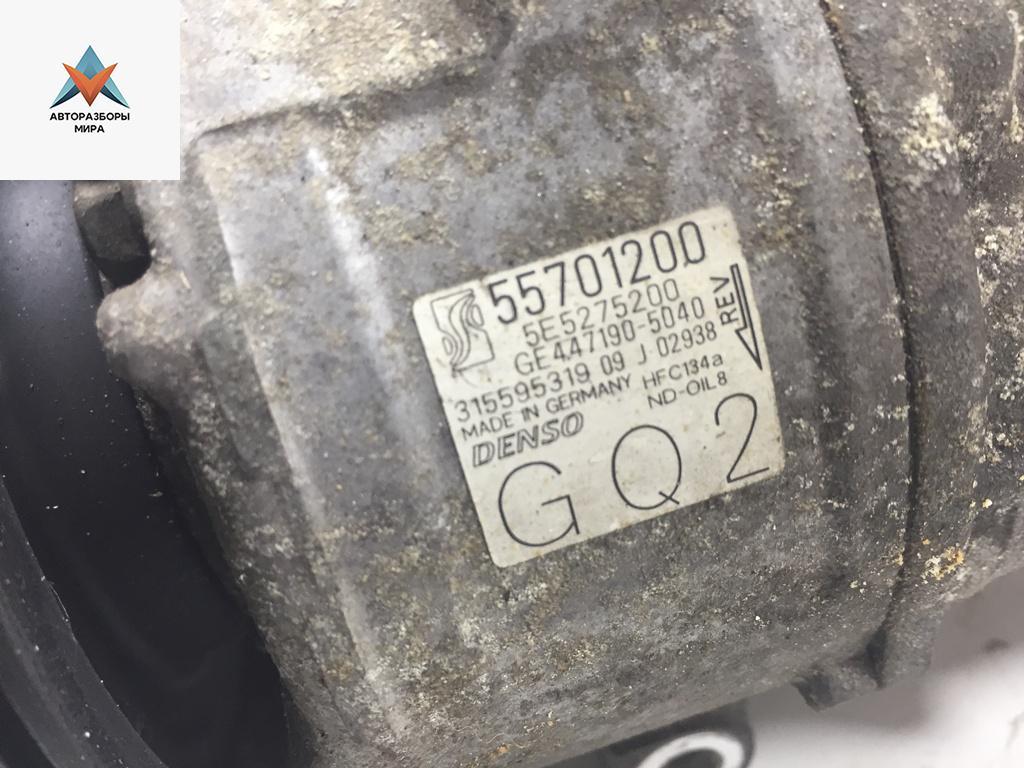 АВТОРАЗБОРЫ
МИРА
55701200
5E5275200
GE447190-5040
315595319 09 J 02938
MADE IN GERMANY HFC134a
DENSO ND-OIL8
REV
GQ2